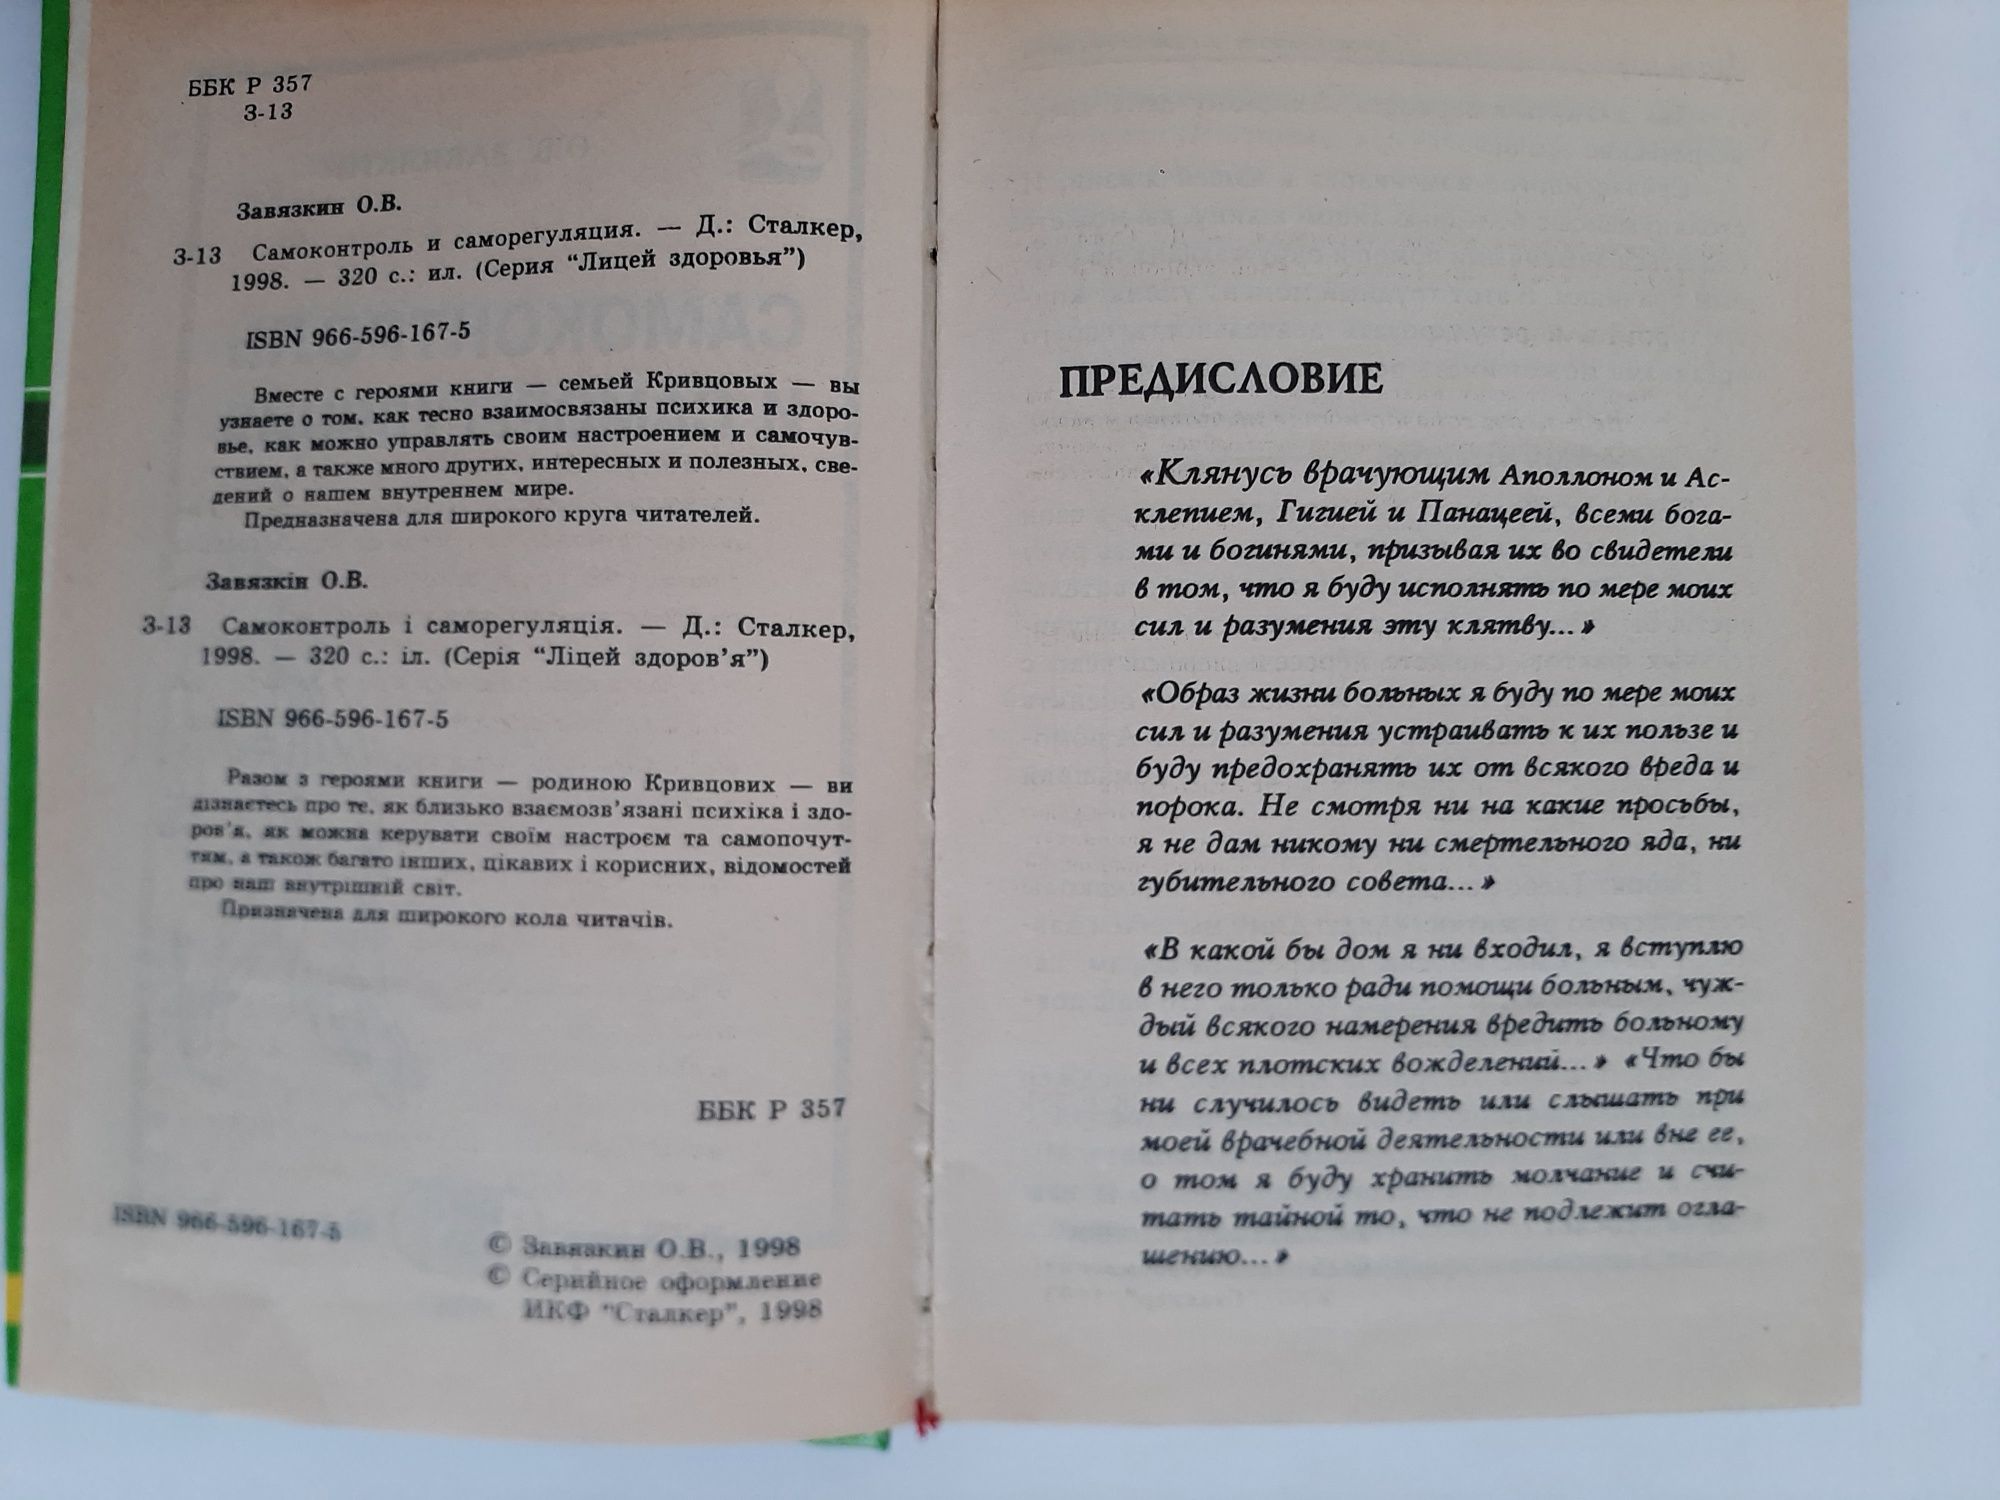 ББК Р 357
З-13
Завязкин О.В.
З-13 Самоконтроль и саморегуляция. — Д.: Сталкер,
1998. — 320 с.: ил. (Серия “Лицей здоровья”)
ISBN 966-596-167-5
Вместе с героями книги — семьей Кривцовых — вы
узнаете о том, как тесно взаимосвязаны психика и здоро-
вье, как можно управлять своим настроением и самочув-
ствием, а также много других, интересных и полезных, све-
дений о нашем внутреннем мире.
Предназначена для широкого круга читателей.
Завязкін О.В.
З-13 Самоконтроль і саморегуляція. — Д.: Сталкер,
1998. — 320 с.: іл. (Серія “Ліцей здоров’я”)
ISBN 966-596-167-5
Разом з героями книги — родиною Кривцових — ви
дізнаєтесь про те, як близько взаємозв’язані психіка і здо-
ров’я, як можна керувати своїм настроєм та самопочут-
тям, а також багато інших, цікавих і корисних, відомостей
про наш внутрішній світ.
Призначена для широкого кола читачів.
ББК Р 357
ISBN 966-596-167-5
© Завязкин О.В., 1998
© Серийное оформление
ИКФ “Сталкер”, 1998
ПРЕДИСЛОВИЕ
«Клянусь врачующим Аполлоном и Ас-
клепием, Гигией и Панацеей, всеми бога-
ми и богинями, призывая их во свидетели
в том, что я буду исполнять по мере моих
сил и разумения эту клятву...»
«Образ жизни больных я буду по мере моих
сил и разумения устраивать к их пользе и
буду предохранять их от всякого вреда и
порока. Не смотря ни на какие просьбы,
я не дам никому ни смертельного яда, ни
губительного совета...»
«В какой бы дом я ни входил, я вступлю
в него только ради помощи больным, чуж-
дый всякого намерения вредить больному
и всех плотских вожделений...» «Что бы
ни случилось видеть или слышать при
моей врачебной деятельности или вне ее,
о том я буду хранить молчание и счи-
тать тайной то, что не подлежит огла-
шению...»